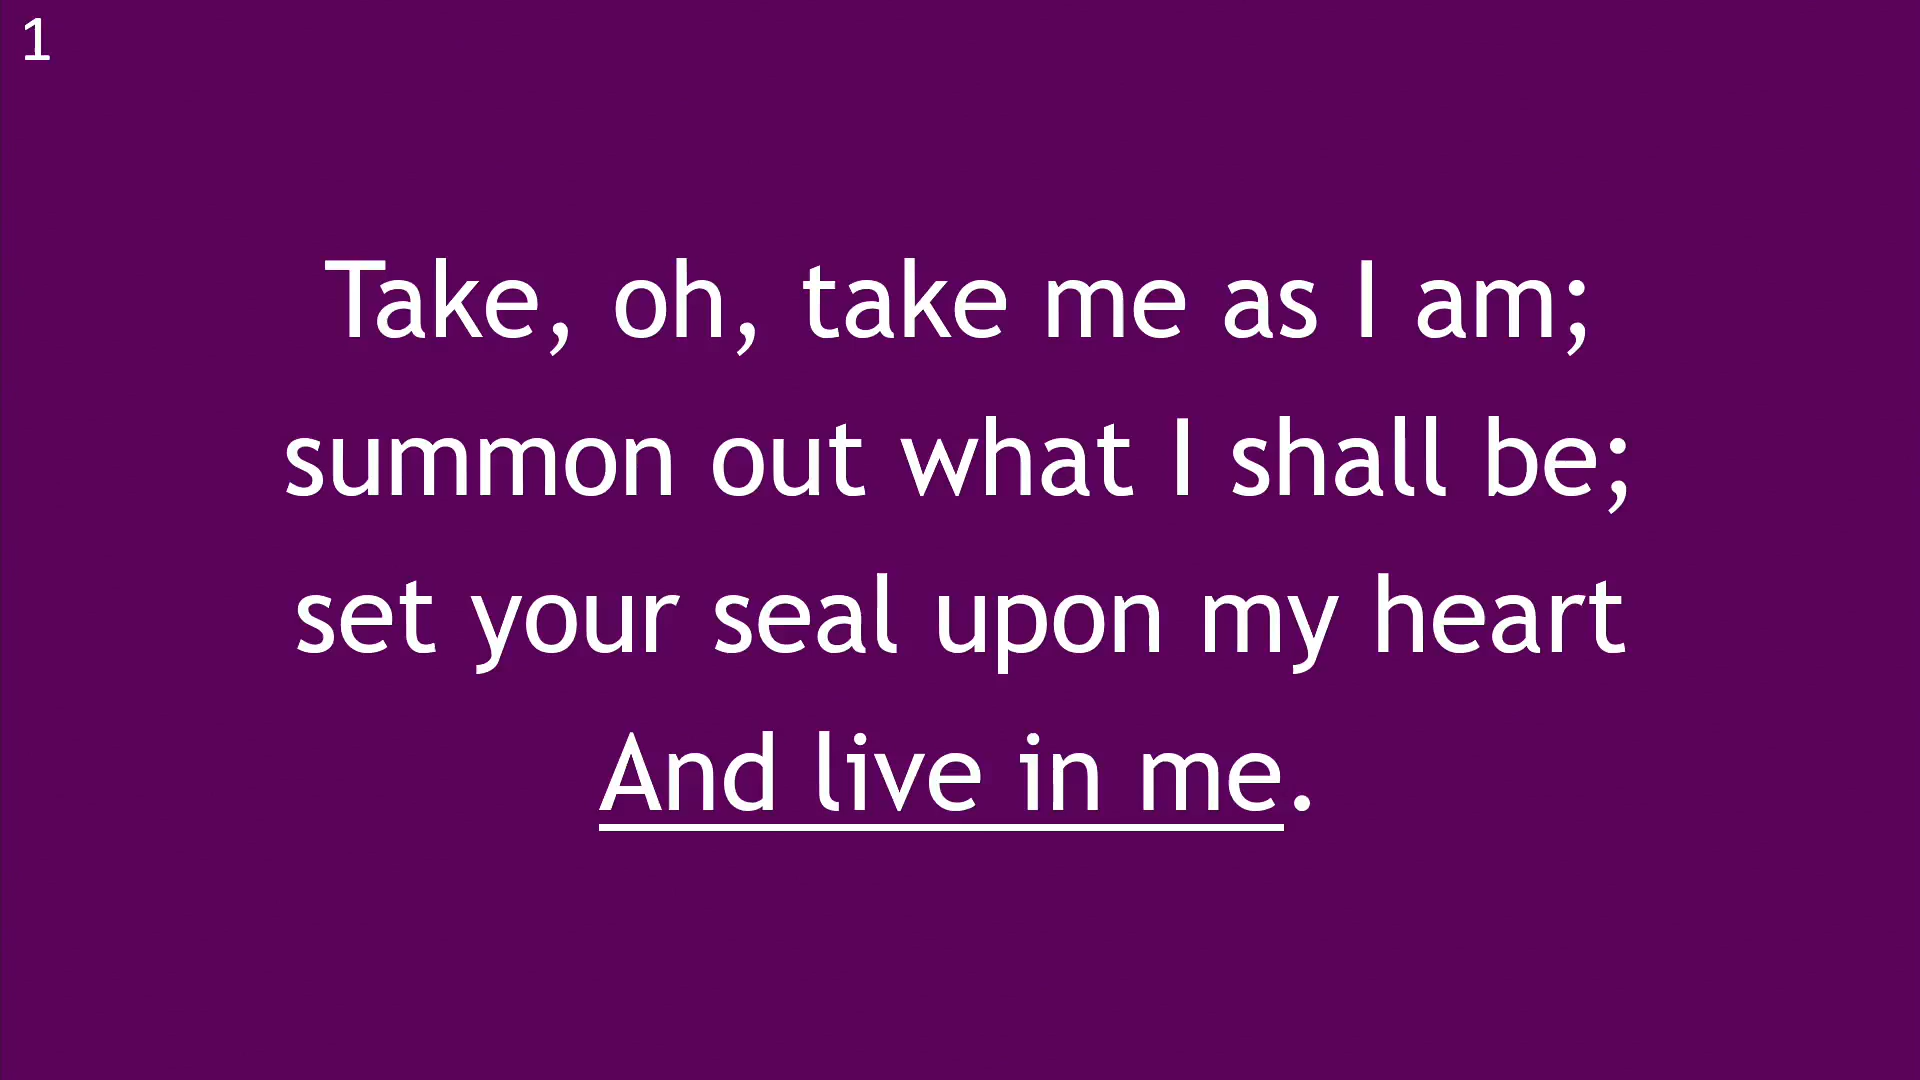 1
Take, oh, take me as I am;
summon out what I shall be;
set your seal upon my heart
And live in me.